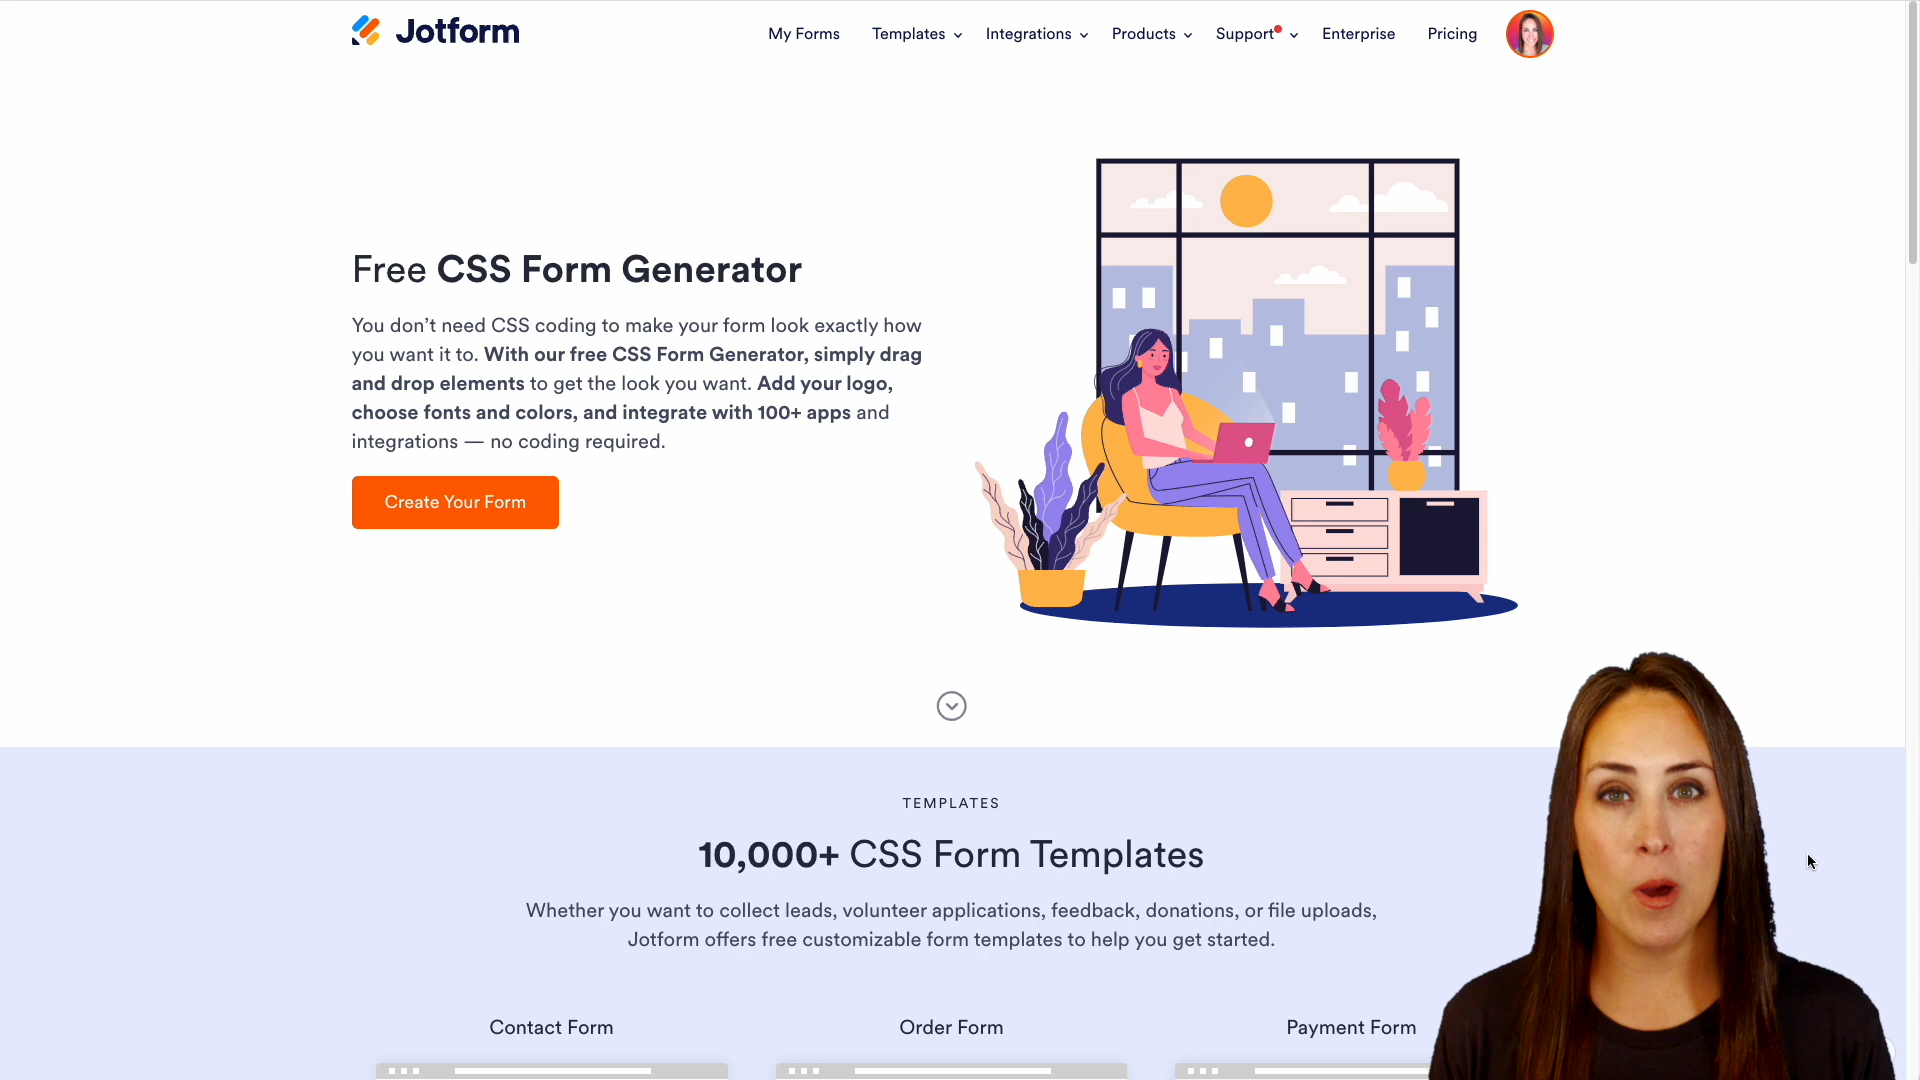 Jotform
My Forms Templates Integrations Products Support Enterprise Pricing
Free CSS Form Generator
You don’t need CSS coding to make your form look exactly how
you want it to. With our free CSS Form Generator, simply drag
and drop elements to get the look you want. Add your logo,
choose fonts and colors, and integrate with 100+ apps and
integrations — no coding required.
Create Your Form
TEMPLATES
10,000+ CSS Form Templates
Whether you want to collect leads, volunteer applications, feedback, donations, or file uploads,
Jotform offers free customizable form templates to help you get started.
Contact Form
Order Form
Payment Form